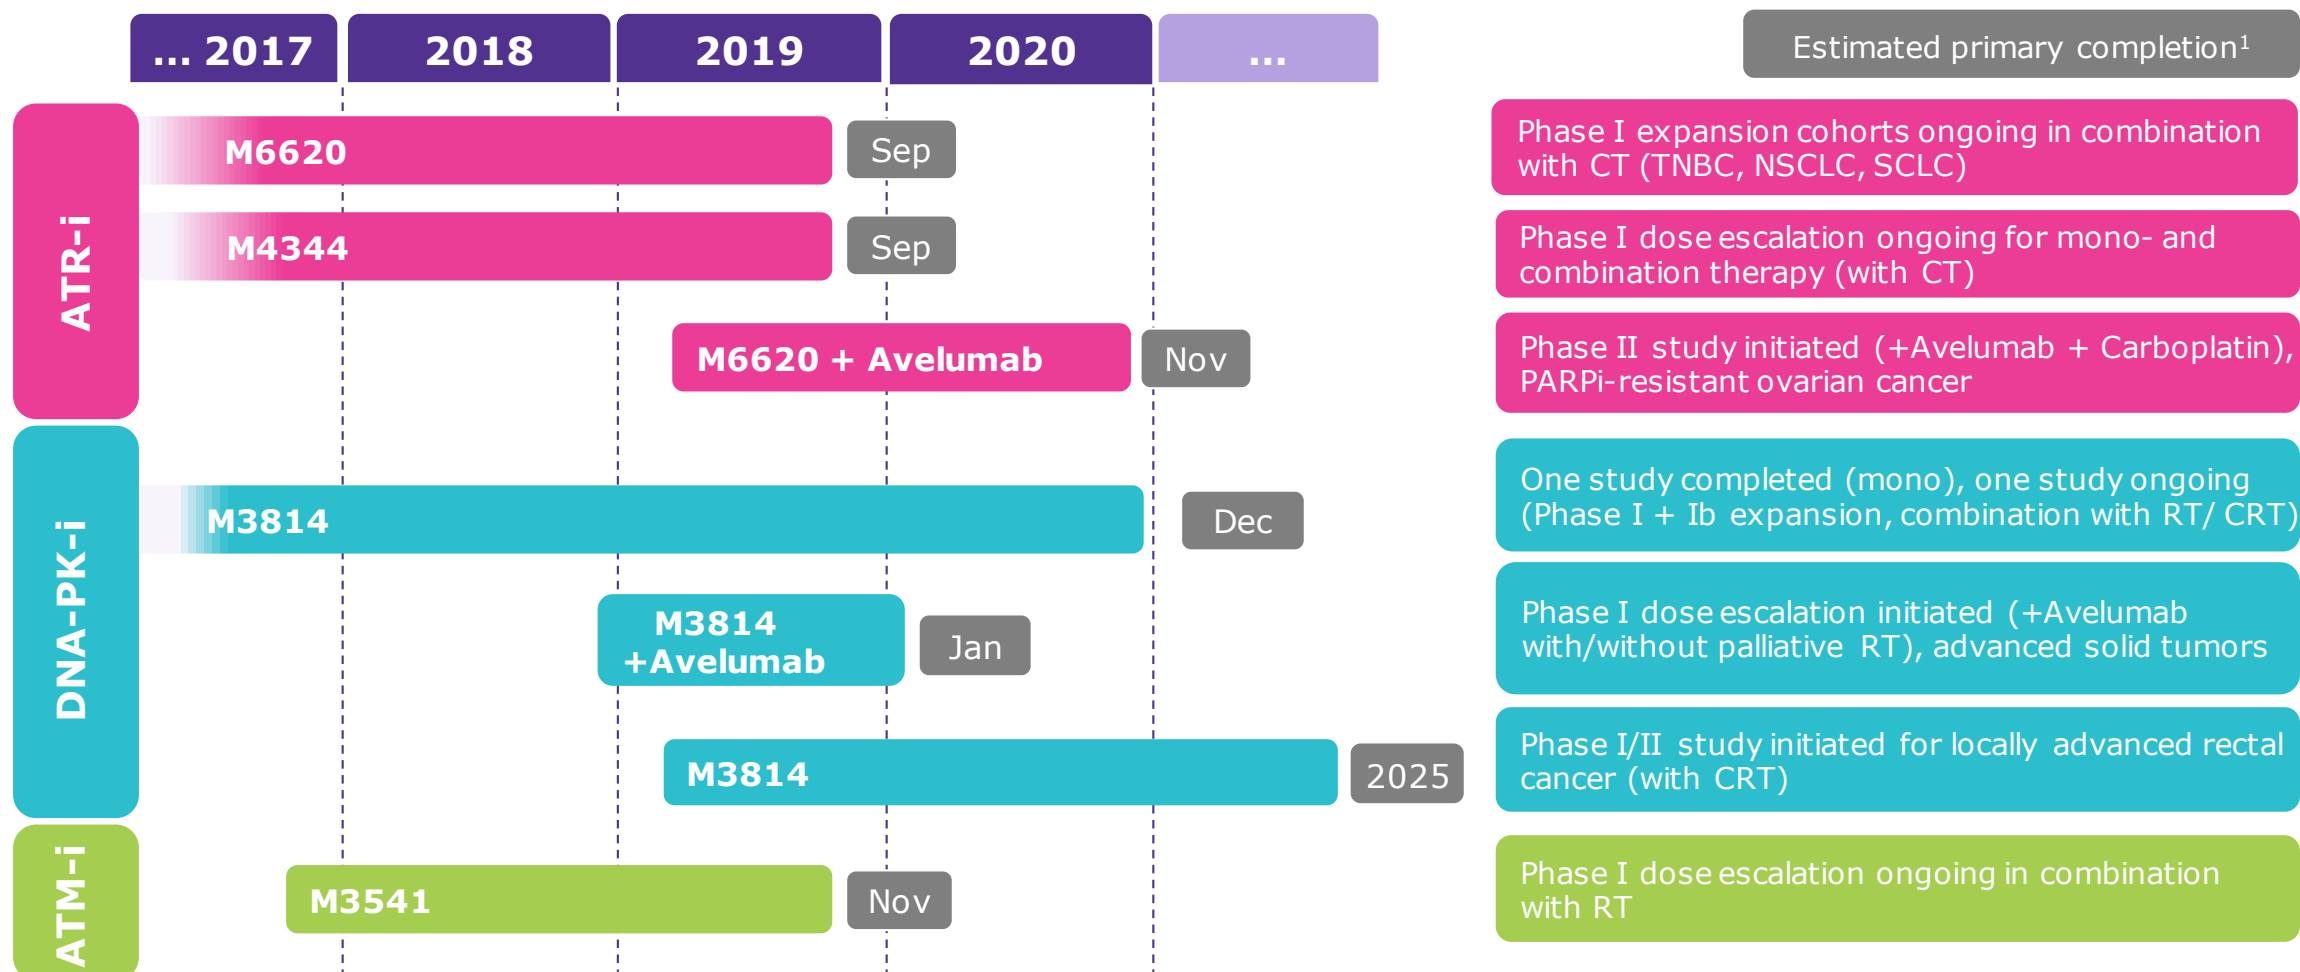 ... 2017
2018
2019
2020
...
Estimated primary completion¹
ATR-i
M6620
Sep
Phase I expansion cohorts ongoing in combination
with CT (TNBC, NSCLC, SCLC)
M4344
Sep
Phase I dose escalation ongoing for mono- and
combination therapy (with CT)
M6620 + Avelumab
Nov
Phase II study initiated (+Avelumab + Carboplatin),
PARPi-resistant ovarian cancer
DNA-PK-i
M3814
Dec
One study completed (mono), one study ongoing
(Phase I + Ib expansion, combination with RT/ CRT)
M3814
+Avelumab
Jan
Phase I dose escalation initiated (+Avelumab
with/without palliative RT), advanced solid tumors
M3814
2025
Phase I/II study initiated for locally advanced rectal
cancer (with CRT)
ATM-i
M3541
Nov
Phase I dose escalation ongoing in combination
with RT